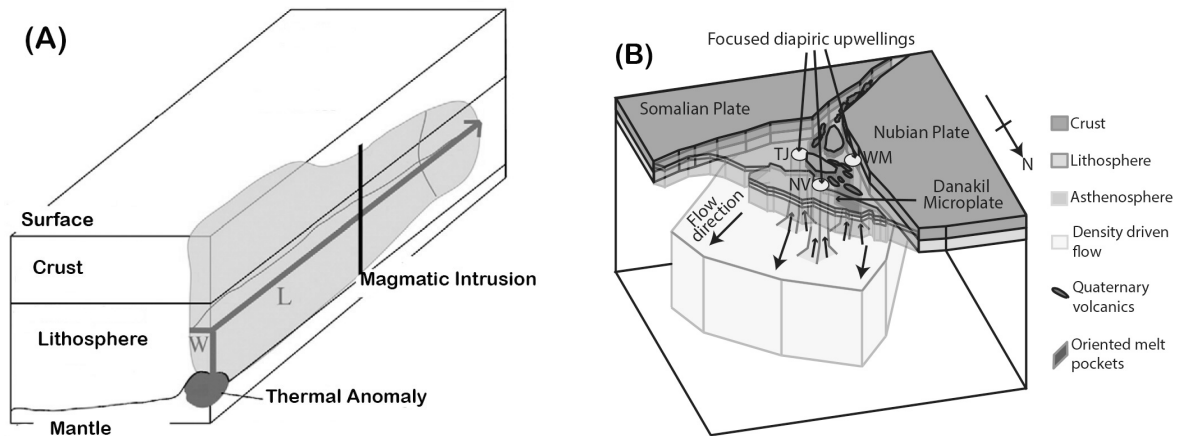 (A)
Surface
Crust
Lithosphere
Mantle
W
L
Magmatic Intrusion
Thermal Anomaly
(B)
Focused diapiric upwellings
Somalian Plate
Nubian Plate
TJ
WM
NV
Danakil
Microplate
Flow
direction
N
Crust
Lithosphere
Asthenosphere
Density driven
flow
Quaternary
volcanics
Oriented melt
pockets